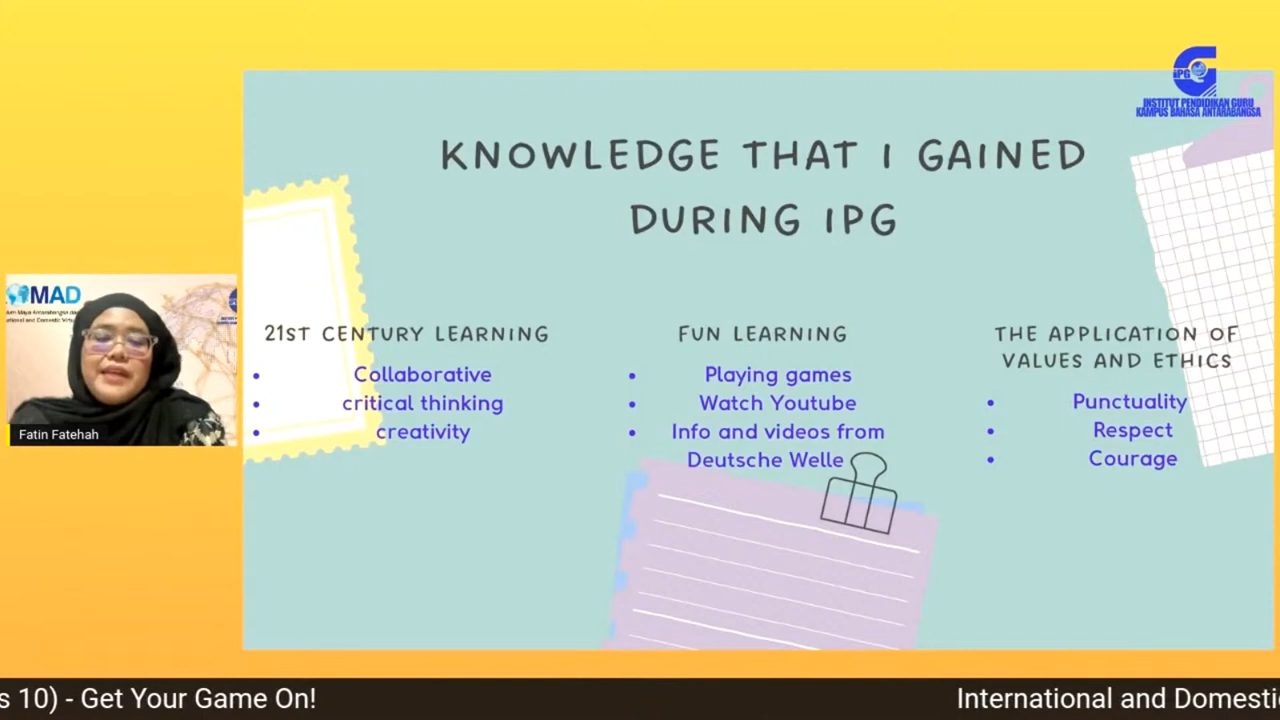 iPG
INSTITUT PENDIDIKAN GURU
KAMPUS BAHASA ANTARABANGSA
KNOWLEDGE THAT I GAINED
DURING IPG
21ST CENTURY LEARNING
• Collaborative
• critical thinking
• creativity
FUN LEARNING
• Playing games
• Watch Youtube
• Info and videos from
Deutsche Welle
THE APPLICATION OF
VALUES AND ETHICS
• Punctuality
• Respect
• Courage
MAD
Fatin Fatehah
s 10) - Get Your Game On!
International and Domesti